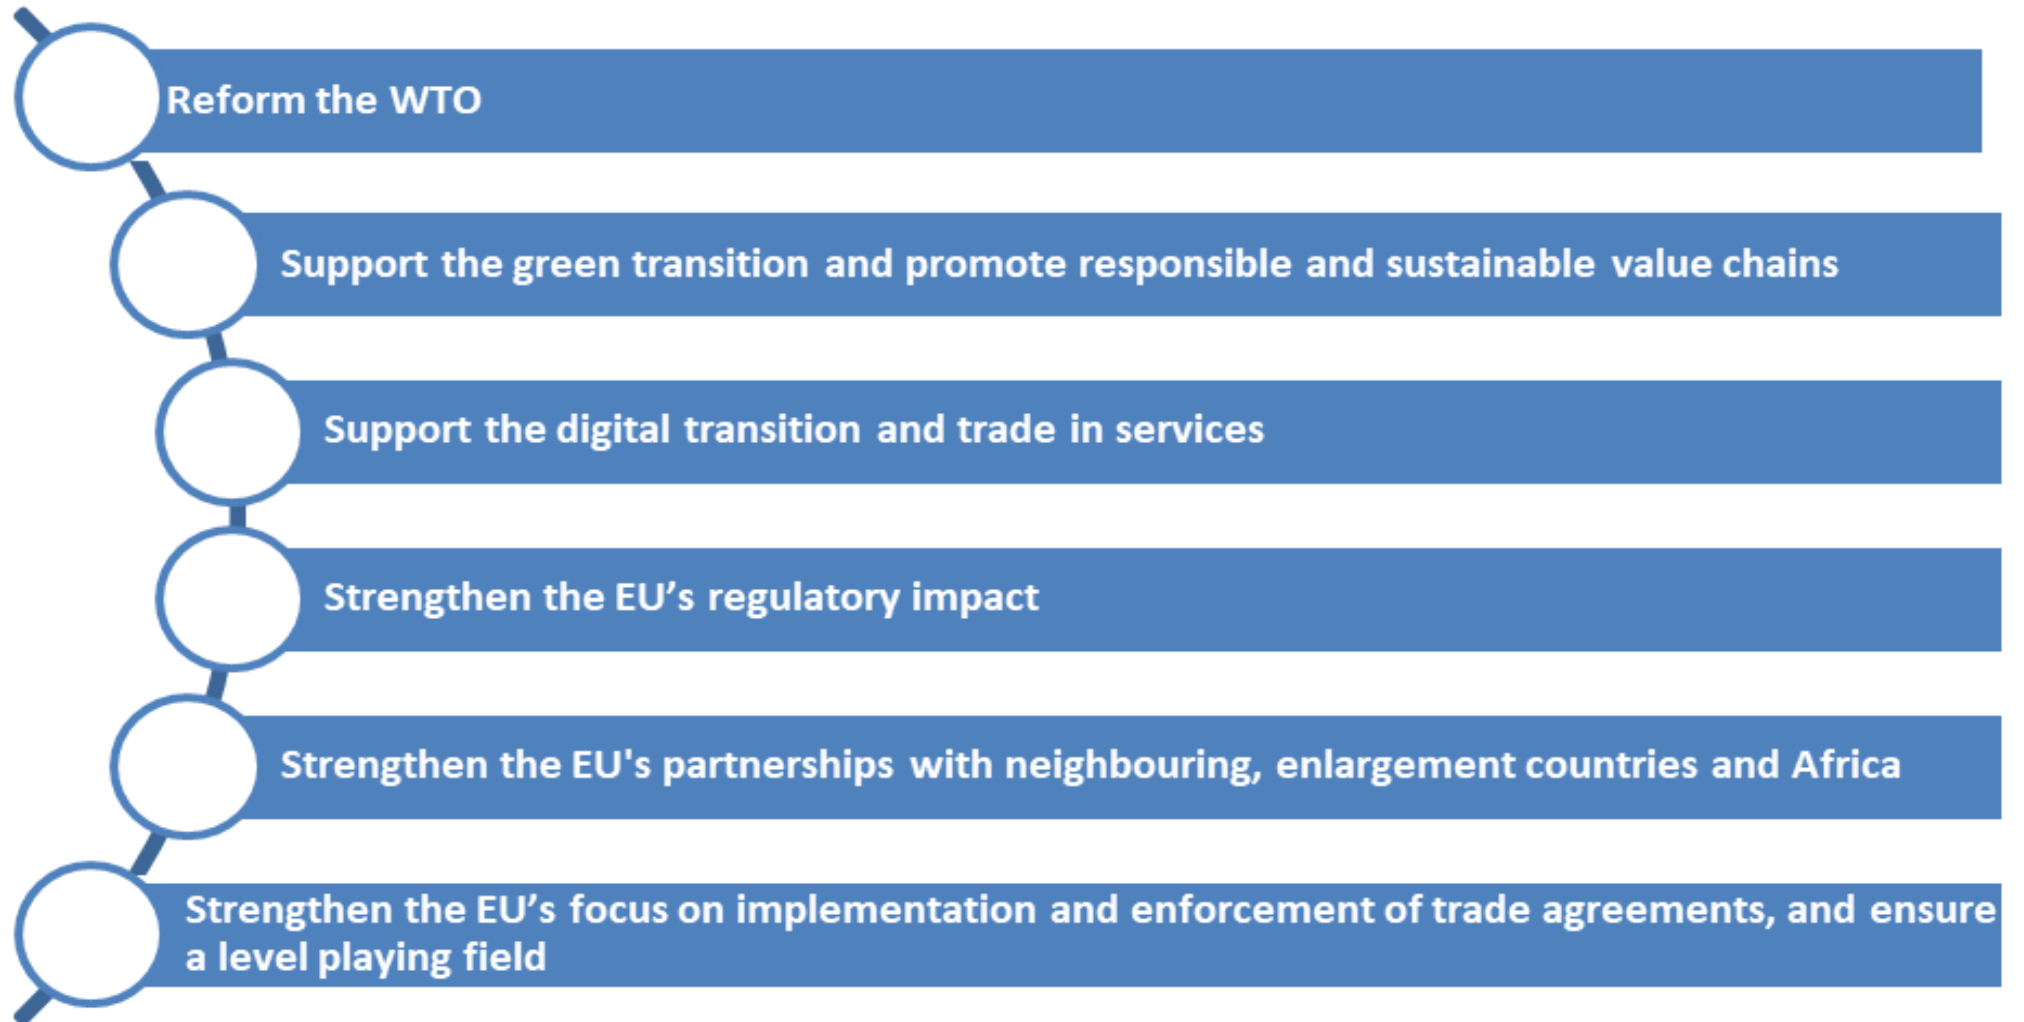 Reform the WTO
Support the green transition and promote responsible and sustainable value chains
Support the digital transition and trade in services
Strengthen the EU’s regulatory impact
Strengthen the EU's partnerships with neighbouring, enlargement countries and Africa
Strengthen the EU’s focus on implementation and enforcement of trade agreements, and ensure
a level playing field